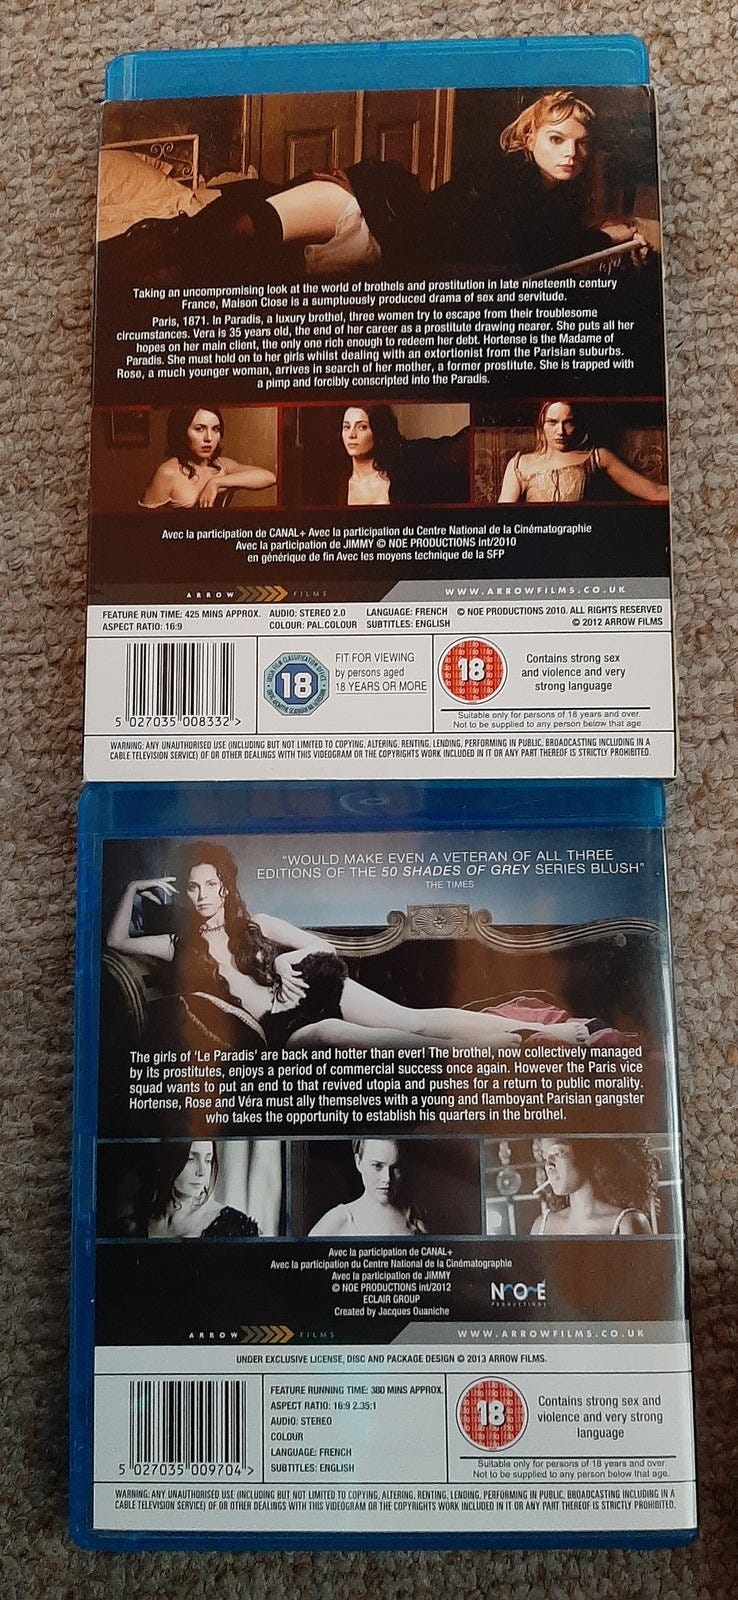 Taking an uncompromising look at the world of brothels and prostitution in late nineteenth century
France, Maison Close is a sumptuously produced drama of sex and servitude.
Paris, 1871. In Paradis, a luxury brothel, three women try to escape from their troublesome
circumstances. Vera is 35 years old, the end of her career as a prostitute drawing nearer. She puts all her
hopes on her main client, the only one rich enough to redeem her debt. Hortense is the Madame of
Paradis. She must hold on to her girls whilst dealing with an extortionist from the Parisian suburbs.
Rose, a much younger woman, arrives in search of her mother, a former prostitute. She is trapped with
a pimp and forcibly conscripted into the Paradis.
Avec la participation de CANAL+ Avec la participation du Centre National de la Cinématographie
Avec la participation de JIMMY © NOE PRODUCTIONS int/2010
en générique de fin Avec les moyens technique de la SFP
ARROW FILMS
WWW.ARROWFILMS.CO.UK
FEATURE RUN TIME: 425 MINS APPROX. AUDIO: STEREO 2.0 LANGUAGE: FRENCH © NOE PRODUCTIONS 2010. ALL RIGHTS RESERVED
ASPECT RATIO: 16:9 COLOUR: PAL.COLOUR SUBTITLES: ENGLISH © 2012 ARROW FILMS
5 027035 008332 >
18
FIT FOR VIEWING
by persons aged
18 YEARS OR MORE
18
Contains strong sex
and violence and very
strong language
Suitable only for persons of 18 years and over.
Not to be supplied to any person below that age.
WARNING: ANY UNAUTHORISED USE (INCLUDING BUT NOT LIMITED TO COPYING, ALTERING, RENTING, LENDING, PERFORMING IN PUBLIC, BROADCASTING INCLUDING IN A
CABLE TELEVISION SERVICE) OF OR OTHER DEALINGS WITH THIS VIDEOGRAM OR THE COPYRIGHTS WORK INCLUDED IN IT OR ANY PART THEREOF IS STRICTLY PROHIBITED.
"WOULD MAKE EVEN A VETERAN OF ALL THREE
EDITIONS OF THE 50 SHADES OF GREY SERIES BLUSH"
THE TIMES
The girls of 'Le Paradis' are back and hotter than ever! The brothel, now collectively managed
by its prostitutes, enjoys a period of commercial success once again. However the Paris vice
squad wants to put an end to that revived utopia and pushes for a return to public morality.
Hortense, Rose and Véra must ally themselves with a young and flamboyant Parisian gangster
who takes the opportunity to establish his quarters in the brothel.
Avec la participation de CANAL+
Avec la participation du Centre National de la Cinématographie
Avec la participation de JIMMY
© NOE PRODUCTIONS int/2012
ECLAIR GROUP
Created by Jacques Ouaniche
NOÉ
PRODUCTIONS
ARROW FILMS
WWW.ARROWFILMS.CO.UK
UNDER EXCLUSIVE LICENSE, DISC AND PACKAGE DESIGN © 2013 ARROW FILMS.
5 027035 009704 >
FEATURE RUNNING TIME: 380 MINS APPROX.
ASPECT RATIO: 16:9 2.35:1
AUDIO: STEREO
COLOUR
LANGUAGE: FRENCH
SUBTITLES: ENGLISH
18
Contains strong sex and
violence and very strong
language
Suitable only for persons of 18 years and over.
Not to be supplied to any person below that age.
WARNING: ANY UNAUTHORISED USE (INCLUDING BUT NOT LIMITED TO COPYING, ALTERING, RENTING, LENDING, PERFORMING IN PUBLIC, BROADCASTING INCLUDING IN A
CABLE TELEVISION SERVICE) OF OR OTHER DEALINGS WITH THIS VIDEOGRAM OR THE COPYRIGHTS WORK INCLUDED IN IT OR ANY PART THEREOF IS STRICTLY PROHIBITED.